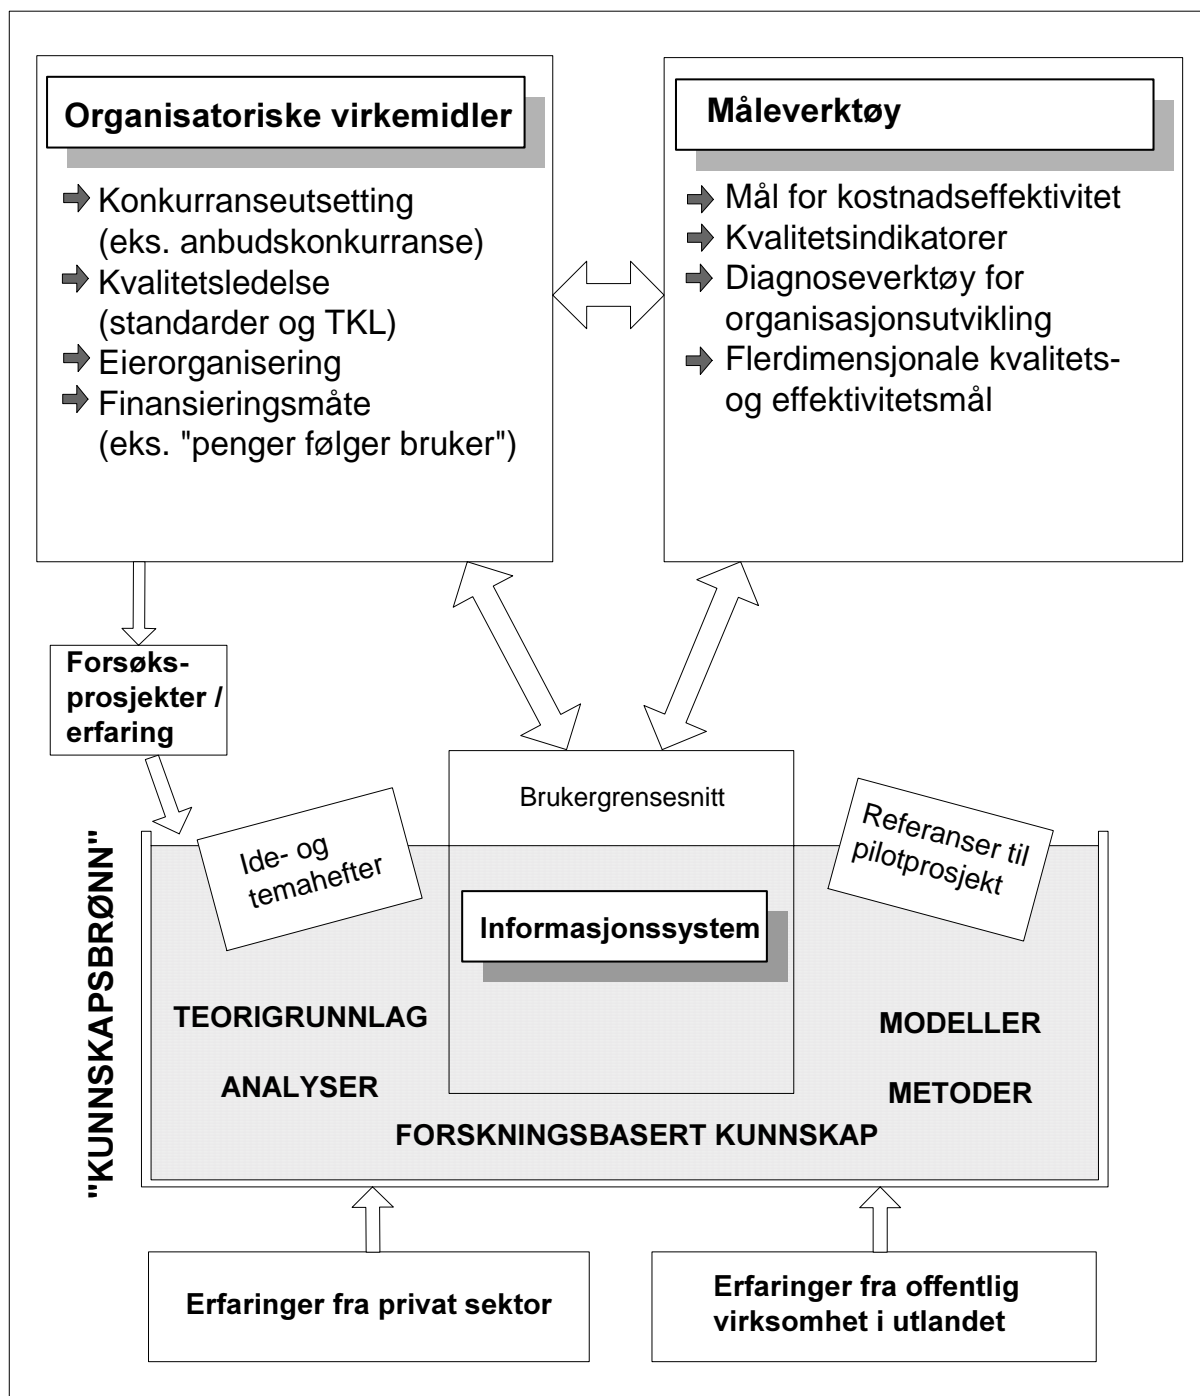 Organisatoriske virkemidler
Konkurranseutsetting
(eks. anbudskonkurranse)
Kvalitetsledelse
(standarder og TKL)
Eierorganisering
Finansieringsmåte
(eks. "penger følger bruker")
Måleverktøy
Mål for kostnadseffektivitet
Kvalitetsindikatorer
Diagnoseverktøy for
organisasjonsutvikling
Flerdimensjonale kvalitets-
og effektivitetsmål
Forsøks-
prosjekter /
erfaring
Brukergrensesnitt
Ide- og
temahefter
Referanser til
pilotprosjekt
"KUNNSKAPSBRØNN"
Informasjonssystem
TEORIGRUNNLAG
MODELLER
ANALYSER
METODER
FORSKNINGSBASERT KUNNSKAP
Erfaringer fra privat sektor
Erfaringer fra offentlig
virksomhet i utlandet